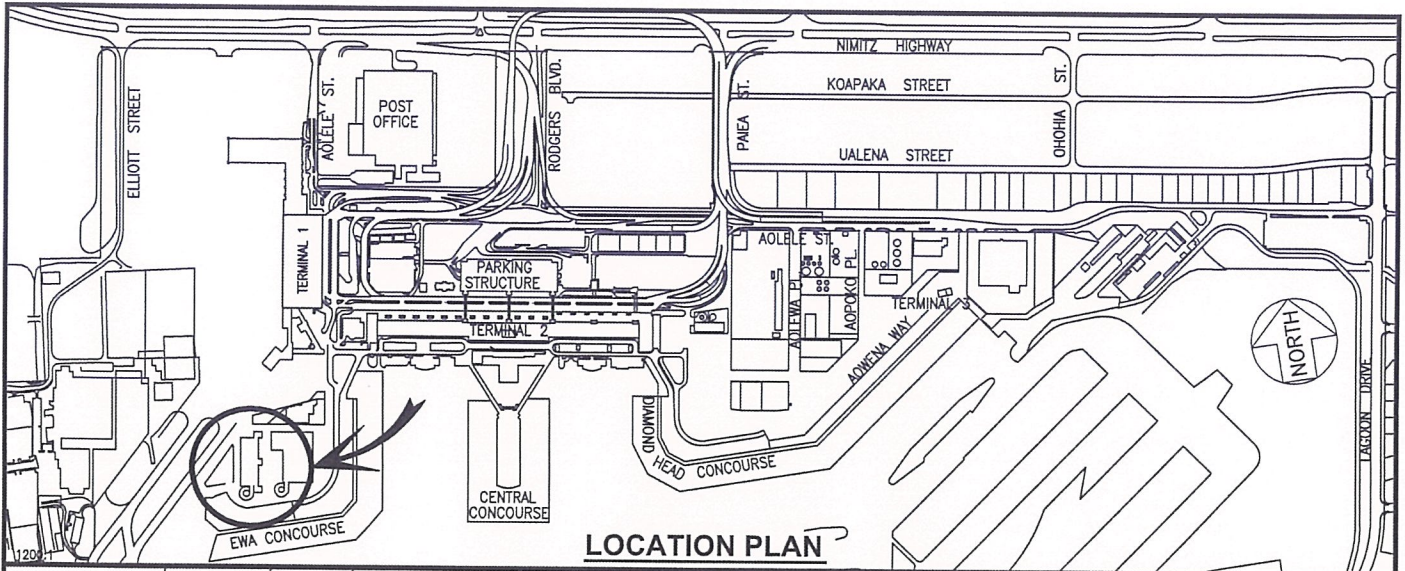 NIMITZ HIGHWAY
KOAPAKA STREET
UALENA STREET
ELLIOTT STREET
AOLELE ST.
POST
OFFICE
RODGERS BLVD.
PAIEA ST.
OHOHIA ST.
TERMINAL 1
PARKING
STRUCTURE
TERMINAL 2
AOLELE ST.
AOLEWA PL.
AOPOKO PL.
TERMINAL 3
AOWENA WAY
NORTH
LAGOON DRIVE
DIAMOND
HEAD CONCOURSE
CENTRAL
CONCOURSE
EWA CONCOURSE
LOCATION PLAN